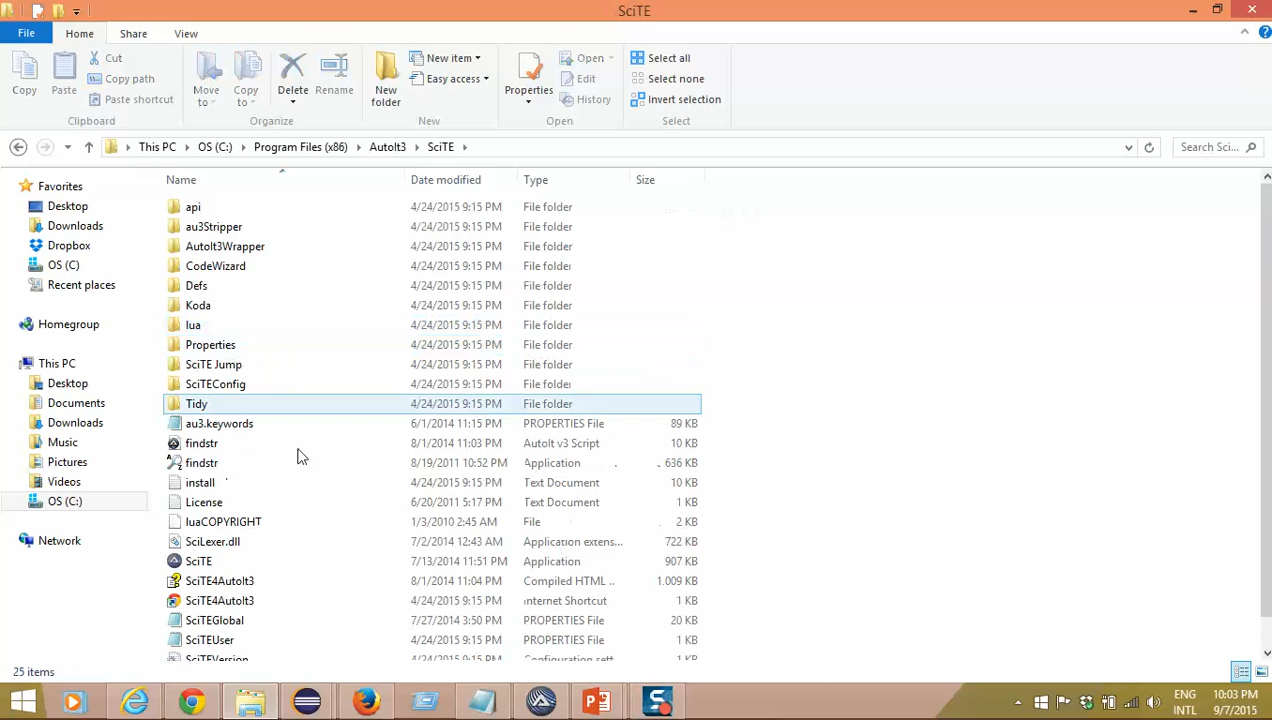 SciTE
File Home Share View
Copy
Paste
Cut
Copy path
Paste shortcut
Clipboard
Move to
Copy to
Delete
Rename
Organize
New folder
New item
Easy access
New
Properties
Open
Edit
History
Open
Select all
Select none
Invert selection
Select
This PC OS (C:) Program Files (x86) AutoIt3 SciTE
Search Sci...
Name Date modified Type Size
Favorites
Desktop
Downloads
Dropbox
OS (C)
Recent places
Homegroup
This PC
Desktop
Documents
Downloads
Music
Pictures
Videos
OS (C:)
Network
api 4/24/2015 9:15 PM File folder
au3Stripper 4/24/2015 9:15 PM File folder
AutoIt3Wrapper 4/24/2015 9:15 PM File folder
CodeWizard 4/24/2015 9:15 PM File folder
Defs 4/24/2015 9:15 PM File folder
Koda 4/24/2015 9:15 PM File folder
lua 4/24/2015 9:15 PM File folder
Properties 4/24/2015 9:15 PM File folder
SciTE Jump 4/24/2015 9:15 PM File folder
SciTEConfig 4/24/2015 9:15 PM File folder
Tidy 4/24/2015 9:15 PM File folder
au3.keywords 6/1/2014 11:15 PM PROPERTIES File 89 KB
findstr 8/1/2014 11:03 PM AutoIt v3 Script 10 KB
findstr 8/19/2011 10:52 PM Application 636 KB
install 4/24/2015 9:15 PM Text Document 10 KB
License 6/20/2011 5:17 PM Text Document 1 KB
luaCOPYRIGHT 1/3/2010 2:45 AM File 2 KB
SciLexer.dll 7/2/2014 12:43 AM Application extens... 722 KB
SciTE 7/13/2014 11:51 PM Application 907 KB
SciTE4AutoIt3 8/1/2014 11:04 PM Compiled HTML .. 1.009 KB
SciTE4AutoIt3 4/24/2015 9:15 PM Internet Shortcut 1 KB
SciTEGlobal 7/27/2014 3:50 PM PROPERTIES File 20 KB
SciTEUser 4/24/2015 9:15 PM PROPERTIES File 1 KB
SciTEVersion 4/24/2015 9:15 PM Configuration sett 1 KB
25 items
ENG
INTL
10:03 PM
9/7/2015